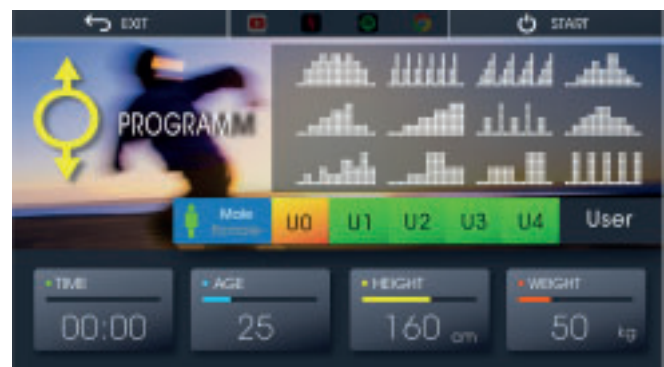 EXIT
START
PROGRAMM
Male
Female
U0 U1 U2 U3 U4 User
TIME AGE HEIGHT WEIGHT
00:00 25 160 cm 50 kg